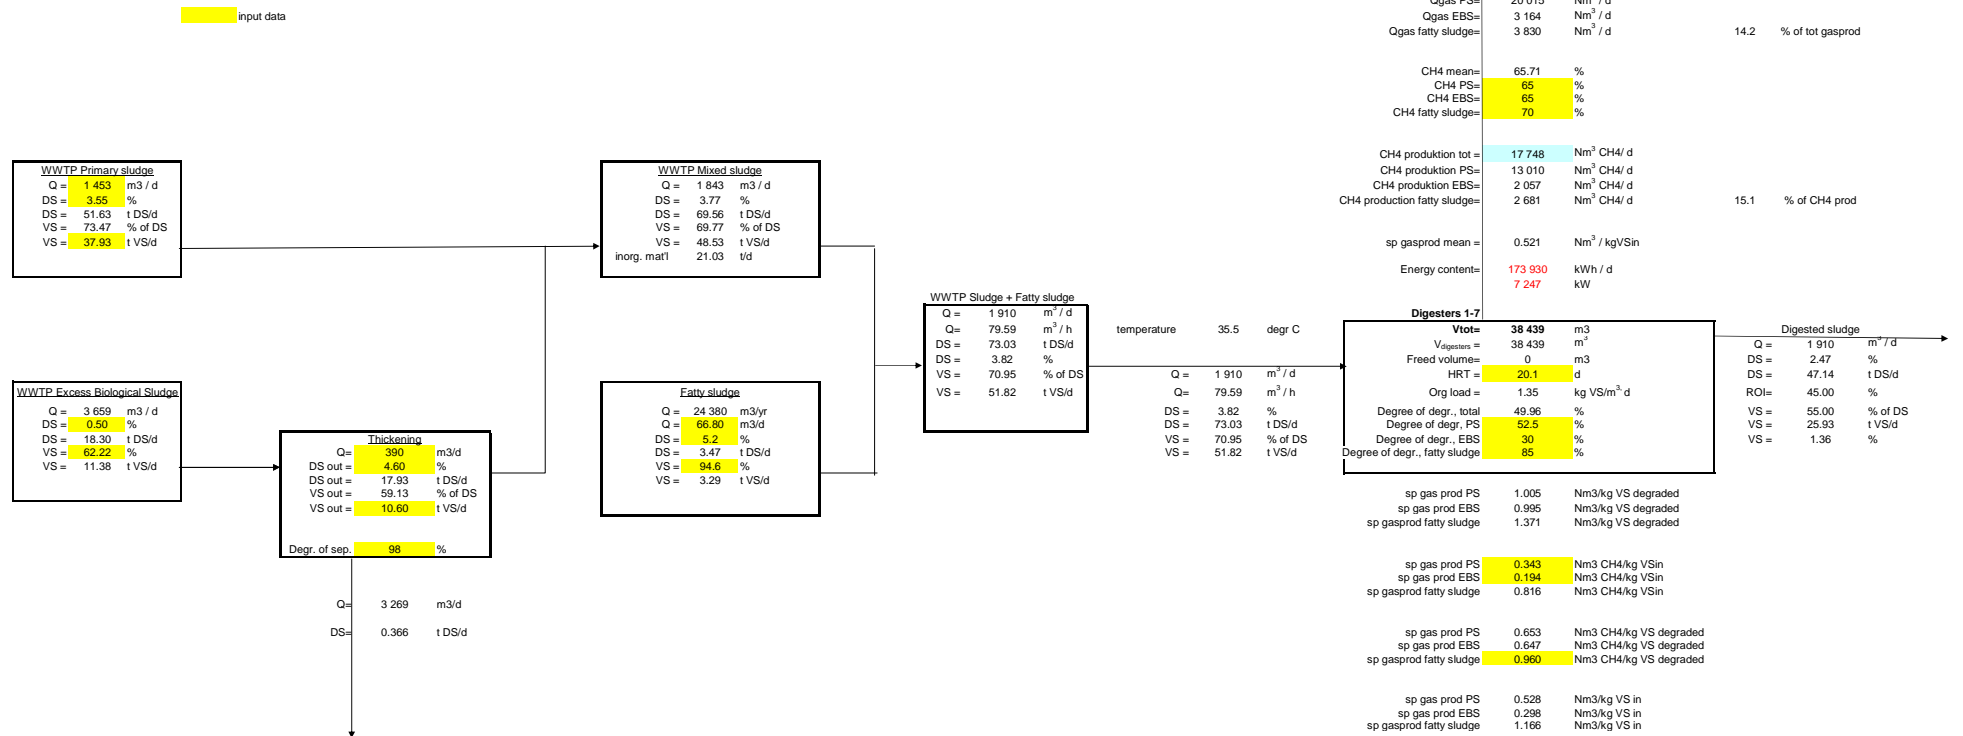 input data
Qgas PS= 20 015 Nm³ / d
Qgas EBS= 3 164 Nm³ / d
Qgas fatty sludge= 3 830 Nm³ / d 14.2 % of tot gasprod
CH4 mean= 65.71 %
CH4 PS= 65 %
CH4 EBS= 65 %
CH4 fatty sludge= 70 %
CH4 produktion tot = 17 748 Nm³ CH4/ d
CH4 produktion PS= 13 010 Nm³ CH4/ d
CH4 produktion EBS= 2 057 Nm³ CH4/ d
CH4 production fatty sludge= 2 681 Nm³ CH4/ d 15.1 % of CH4 prod
sp gasprod mean = 0.521 Nm³ / kgVSin
Energy content= 173 930 kWh / d
7 247 kW
WWTP Primary sludge
Q = 1 453 m3 / d
DS = 3.55 %
DS = 51.63 t DS/d
VS = 73.47 % of DS
VS = 37.93 t VS/d
WWTP Mixed sludge
Q = 1 843 m3 / d
DS = 3.77 %
DS = 69.56 t DS/d
VS = 69.77 % of DS
VS = 48.53 t VS/d
inorg. mat'l 21.03 t/d
WWTP Excess Biological Sludge
Q = 3 659 m3 / d
DS = 0.50 %
DS = 18.30 t DS/d
VS = 62.22 %
VS = 11.38 t VS/d
Thickening
Q= 390 m3/d
DS out = 4.60 %
DS out = 17.93 t DS/d
VS out = 59.13 % of DS
VS out = 10.60 t VS/d
Degr. of sep. 98 %
Q= 3 269 m3/d
DS= 0.366 t DS/d
Fatty sludge
Q = 24 380 m3/yr
Q = 66.80 m3/d
DS = 5.2 %
DS = 3.47 t DS/d
VS = 94.6 %
VS = 3.29 t VS/d
WWTP Sludge + Fatty sludge
Q = 1 910 m³ / d
Q= 79.59 m³ / h
DS = 73.03 t DS/d
DS = 3.82 %
VS = 70.95 % of DS
VS = 51.82 t VS/d
temperature 35.5 degr C
Q = 1 910 m³ / d
Q= 79.59 m³ / h
DS = 3.82 %
DS = 73.03 t DS/d
VS = 70.95 % of DS
VS = 51.82 t VS/d
Digesters 1-7
Vtot= 38 439 m3
Vdigesters = 38 439 m³
Freed volume= 0 m3
HRT = 20.1 d
Org load = 1.35 kg VS/m³, d
Degree of degr., total 49.96 %
Degree of degr, PS 52.5 %
Degree of degr., EBS 30 %
Degree of degr., fatty sludge 85 %
Digested sludge
Q = 1 910 m³ / d
DS = 2.47 %
DS = 47.14 t DS/d
ROI= 45.00 %
VS = 55.00 % of DS
VS = 25.93 t VS/d
VS = 1.36 %
sp gas prod PS 1.005 Nm3/kg VS degraded
sp gas prod EBS 0.995 Nm3/kg VS degraded
sp gasprod fatty sludge 1.371 Nm3/kg VS degraded
sp gas prod PS 0.343 Nm3 CH4/kg VSin
sp gas prod EBS 0.194 Nm3 CH4/kg VSin
sp gasprod fatty sludge 0.816 Nm3 CH4/kg VSin
sp gas prod PS 0.653 Nm3 CH4/kg VS degraded
sp gas prod EBS 0.647 Nm3 CH4/kg VS degraded
sp gasprod fatty sludge 0.960 Nm3 CH4/kg VS degraded
sp gas prod PS 0.528 Nm3/kg VS in
sp gas prod EBS 0.298 Nm3/kg VS in
sp gasprod fatty sludge 1.166 Nm3/kg VS in